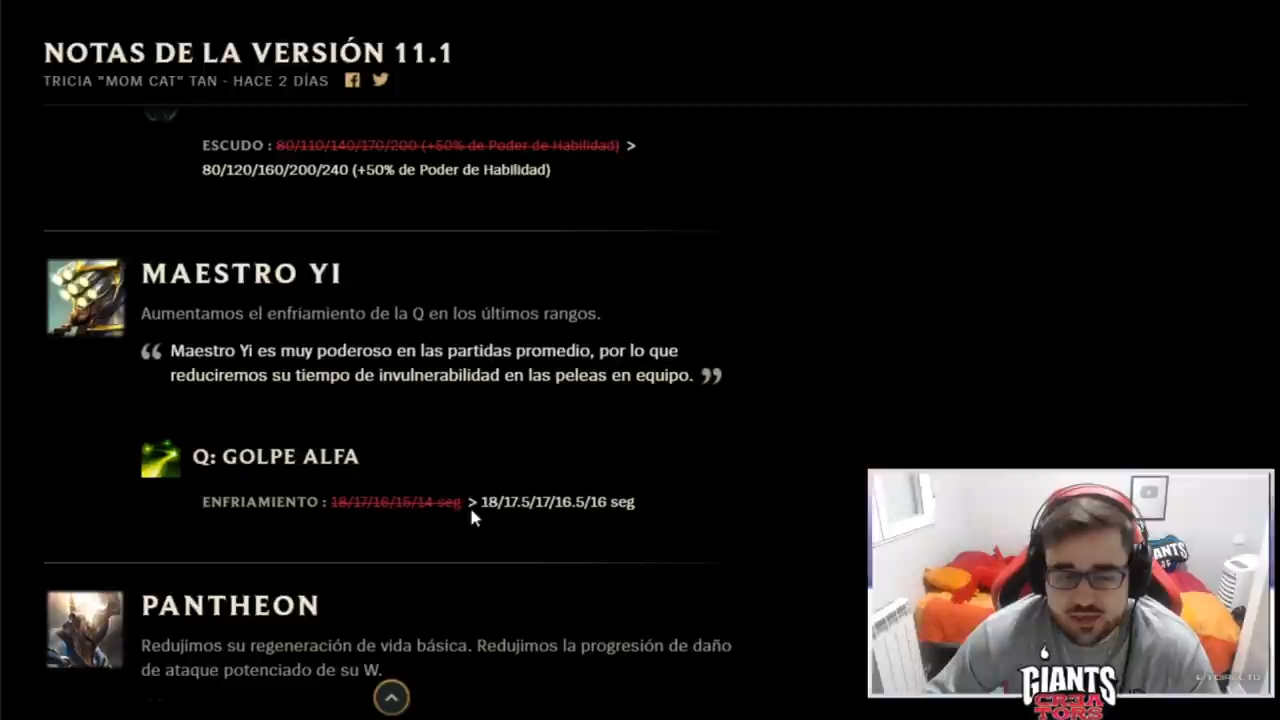 NOTAS DE LA VERSIÓN 11.1
TRICIA "MOM CAT" TAN - HACE 2 DÍAS
ESCUDO : 80/110/140/170/200 (+50% de Poder de Habilidad) >
80/120/160/200/240 (+50% de Poder de Habilidad)
MAESTRO YI
Aumentamos el enfriamiento de la Q en los últimos rangos.
“ Maestro Yi es muy poderoso en las partidas promedio, por lo que
reduciremos su tiempo de invulnerabilidad en las peleas en equipo. ”
Q: GOLPE ALFA
ENFRIAMIENTO : 18/17/16/15/14 seg > 18/17.5/17/16.5/16 seg
PANTHEON
Redujimos su regeneración de vida básica. Redujimos la progresión de daño
de ataque potenciado de su W.
GIANTS
GIANTS
CR3A
TORS